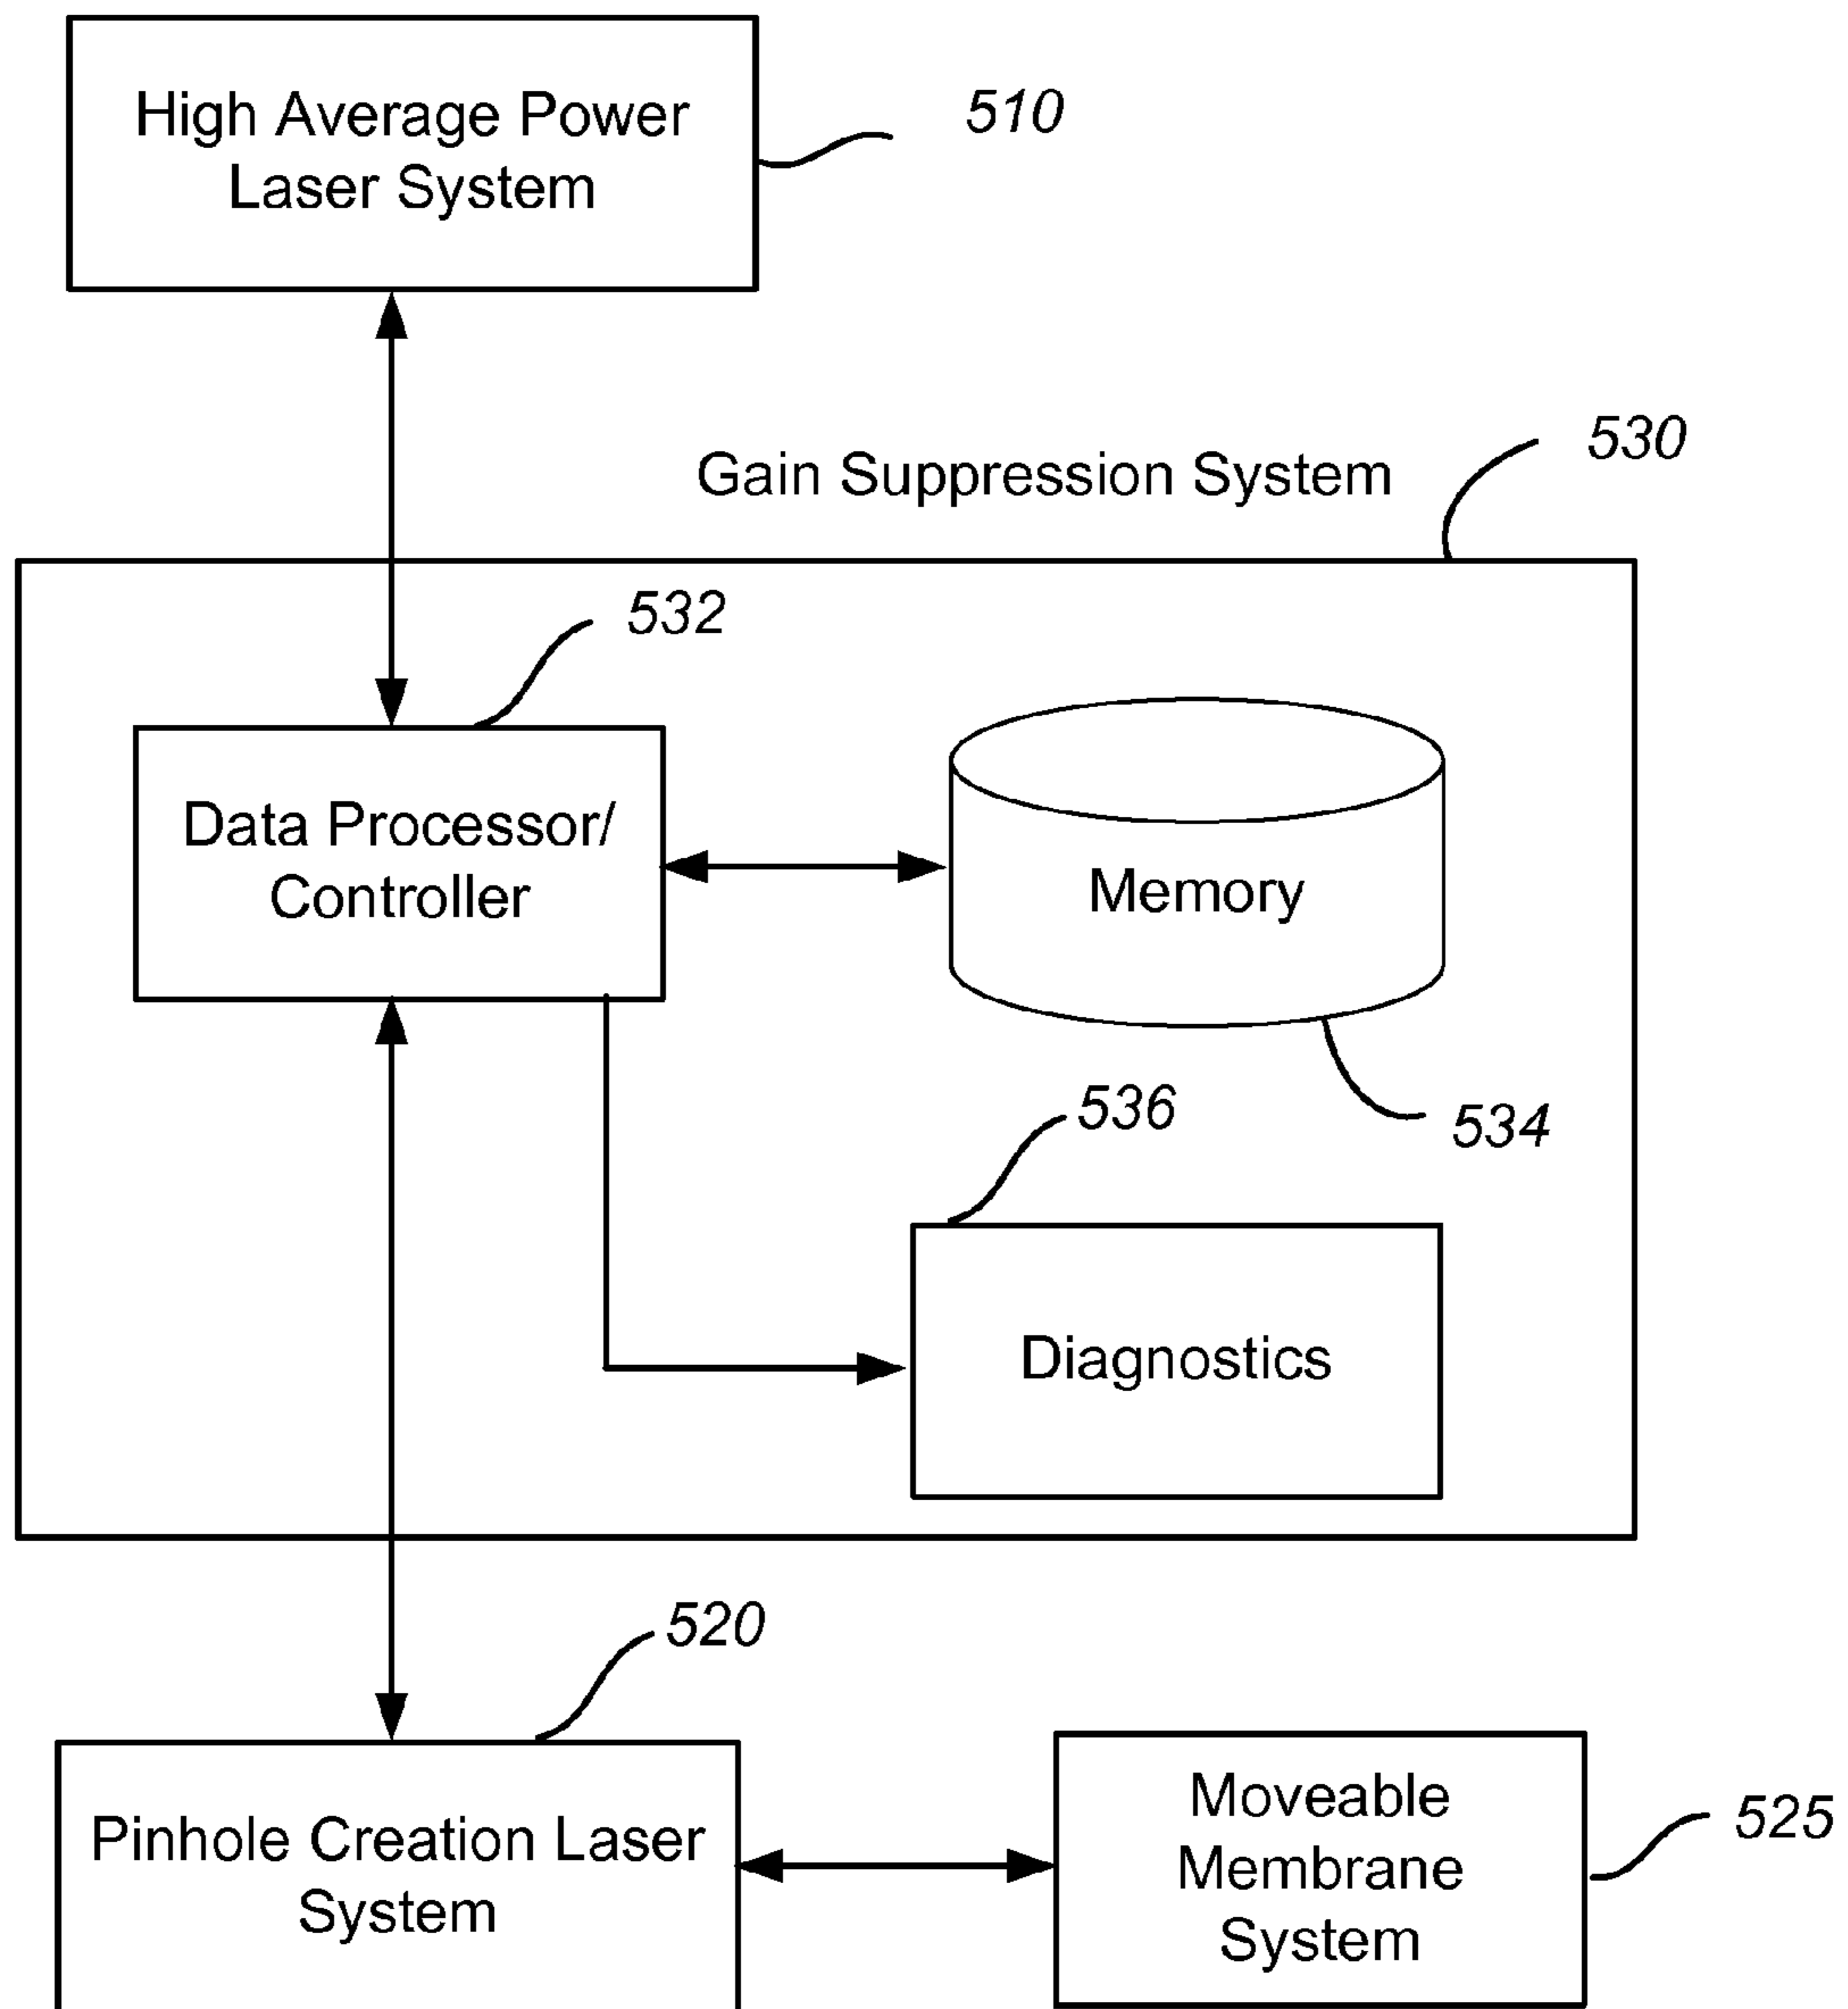 High Average Power
Laser System
510
Gain Suppression System
530
532
Data Processor/
Controller
Memory
534
536
Diagnostics
520
Pinhole Creation Laser
System
Moveable
Membrane
System
525